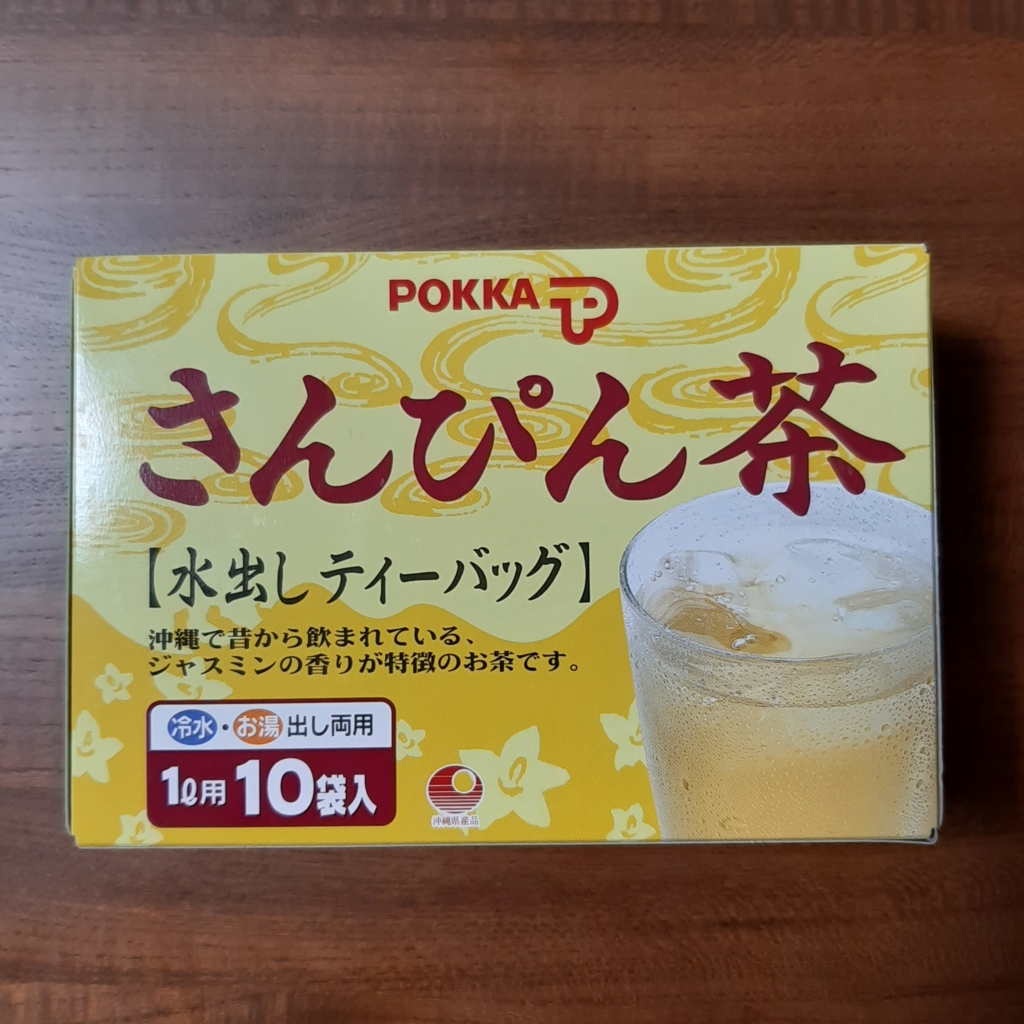 POKKA
さんぴん茶
【水出しティーバッグ】
沖縄で昔から飲まれている、
ジャスミンの香りが特徴のお茶です。
冷水・お湯出し両用
1ℓ用10袋入
沖縄県産品